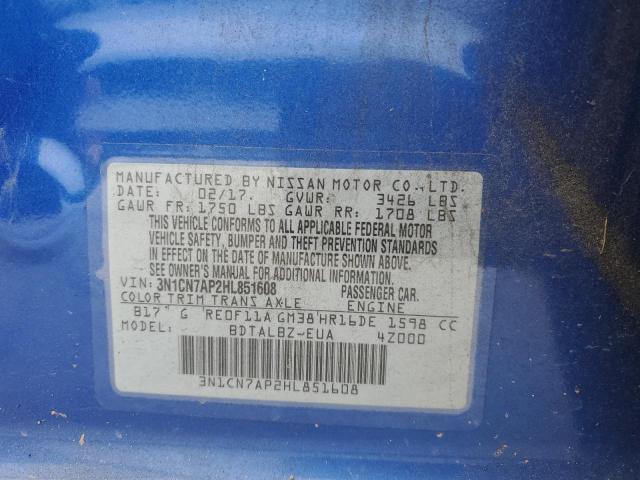 MANUFACTURED BY NISSAN MOTOR CO.,LTD.
DATE: 02/17. GVWR: 3426 LBS
GAWR FR: 1750 LBS GAWR RR: 1708 LBS
THIS VEHICLE CONFORMS TO ALL APPLICABLE FEDERAL MOTOR
VEHICLE SAFETY, BUMPER AND THEFT PREVENTION STANDARDS
IN EFFECT ON THE DATE OF MANUFACTURE SHOWN ABOVE.
SEE OWNER'S MANUAL FOR ADDITIONAL INFORMATION.
VIN: 3N1CN7AP2HL851608 PASSENGER CAR.
COLOR TRIM TRANS AXLE ENGINE
B17 G RE0F11A GM38 HR16DE 1598 CC
MODEL: BDTALBZ-EUA 4Z000
3N1CN7AP2HL851608